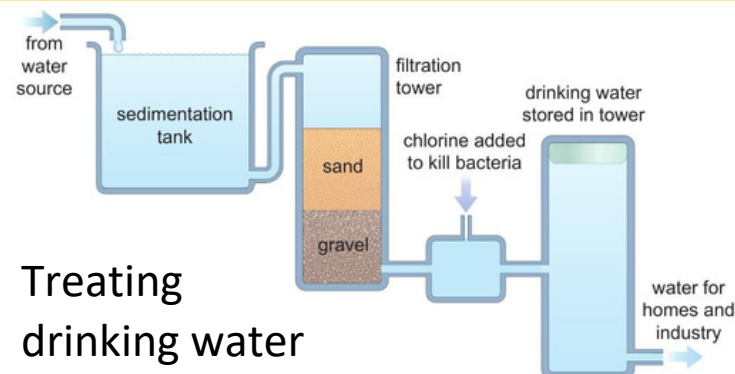 from
water
source
sedimentation
tank
filtration
tower
sand
gravel
chlorine added
to kill bacteria
drinking water
stored in tower
water for
homes and
industry
Treating
drinking water